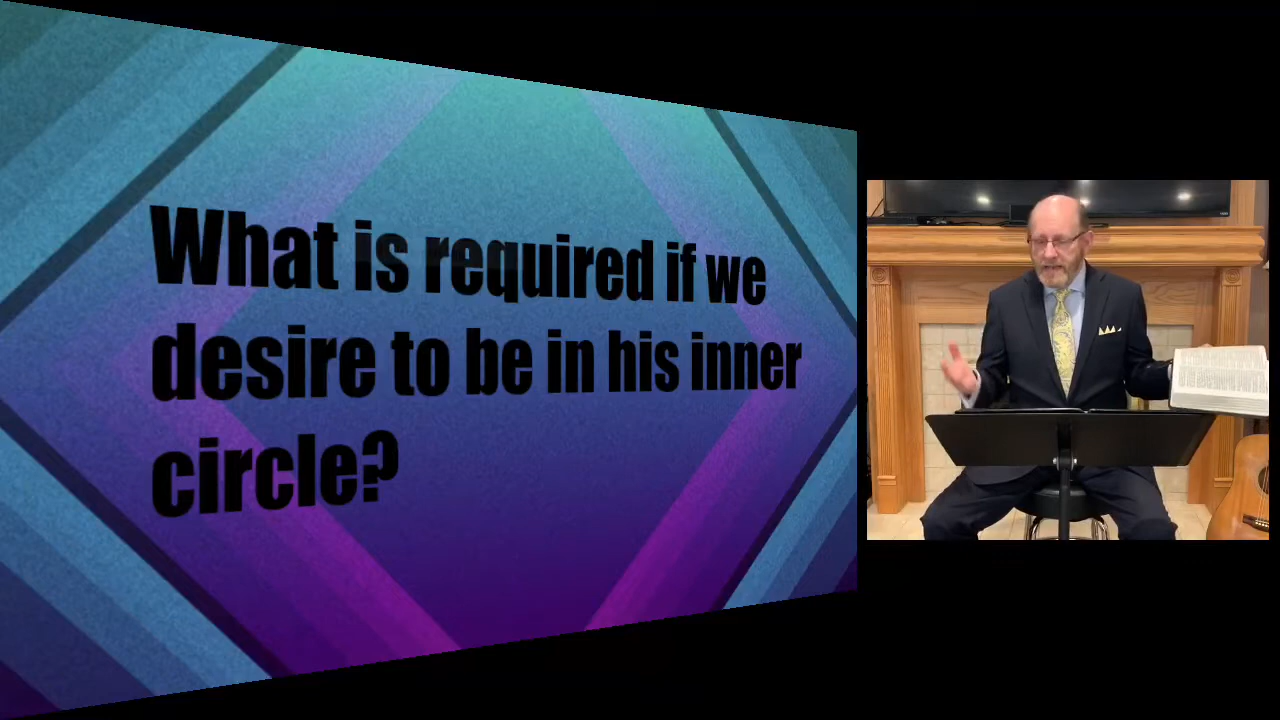 What is required if we
desire to be in his inner
circle?